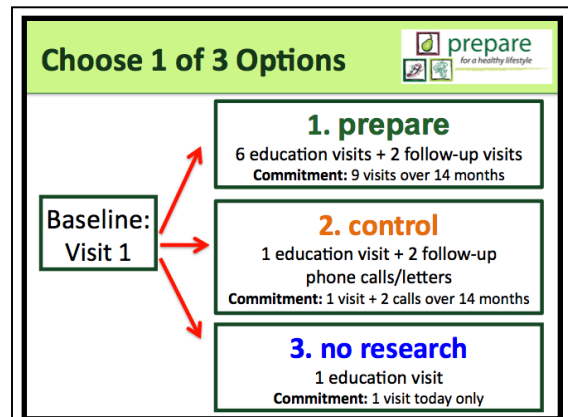 Choose 1 of 3 Options
prepare
for a healthy lifestyle
1. prepare
6 education visits + 2 follow-up visits
Commitment: 9 visits over 14 months
Baseline:
Visit 1
2. control
1 education visit + 2 follow-up
phone calls/letters
Commitment: 1 visit + 2 calls over 14 months
3. no research
1 education visit
Commitment: 1 visit today only